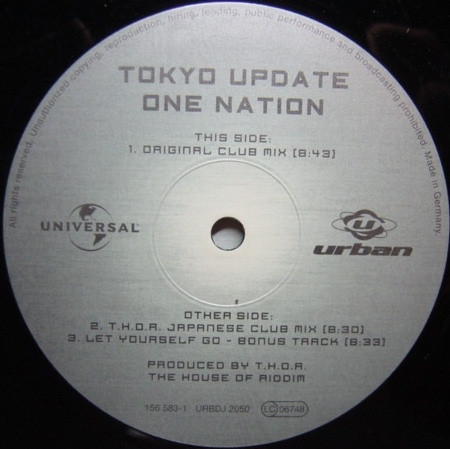 All rights reserved. Unauthorized copying, reproduction, hiring, lending, public performance and broadcasting prohibited. Made in Germany.
TOKYO UPDATE
ONE NATION
THIS SIDE:
1. ORIGINAL CLUB MIX (8:43)
UNIVERSAL
u
urban
OTHER SIDE:
2. T.H.O.R. JAPANESE CLUB MIX (8:30)
3. LET YOURSELF GO - BONUS TRACK (8:33)
PRODUCED BY T.H.O.R.
THE HOUSE OF RIDDIM
156 583-1 URBDJ 2050 LC 06748